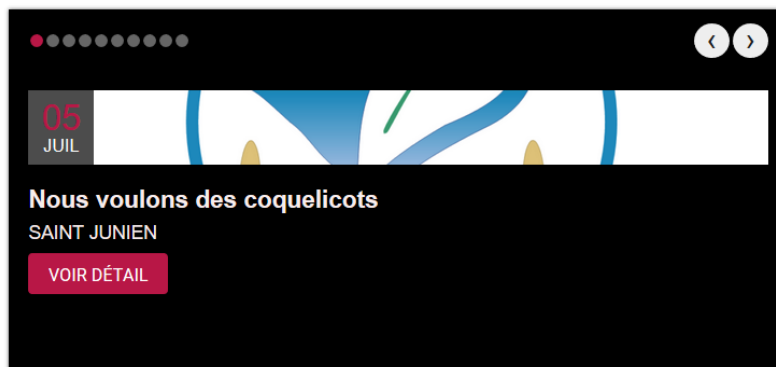 05
JUIL
Nous voulons des coquelicots
SAINT JUNIEN
VOIR DÉTAIL